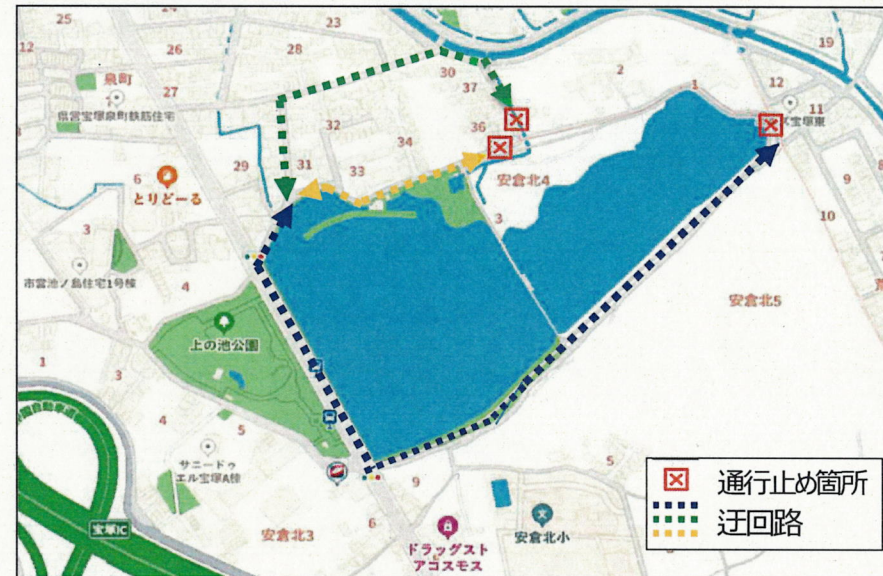 25
24
23
19
26
28
12
泉町
30
2
1
12
27
37
11
県営宝塚泉町鉄筋住宅
32
36
ス宝塚東
34
29
31
33
6
安倉北4
とりどーる
9
8
3
3
10
市営池ノ島住宅1号棟
4
安倉北5
上の池公園
1
3
4
5
サニードゥ
エル宝塚A棟
9
5
通行止め箇所
宝塚IC
安倉北3
6
迂回路
ドラッグスト
アコスモス
安倉北小